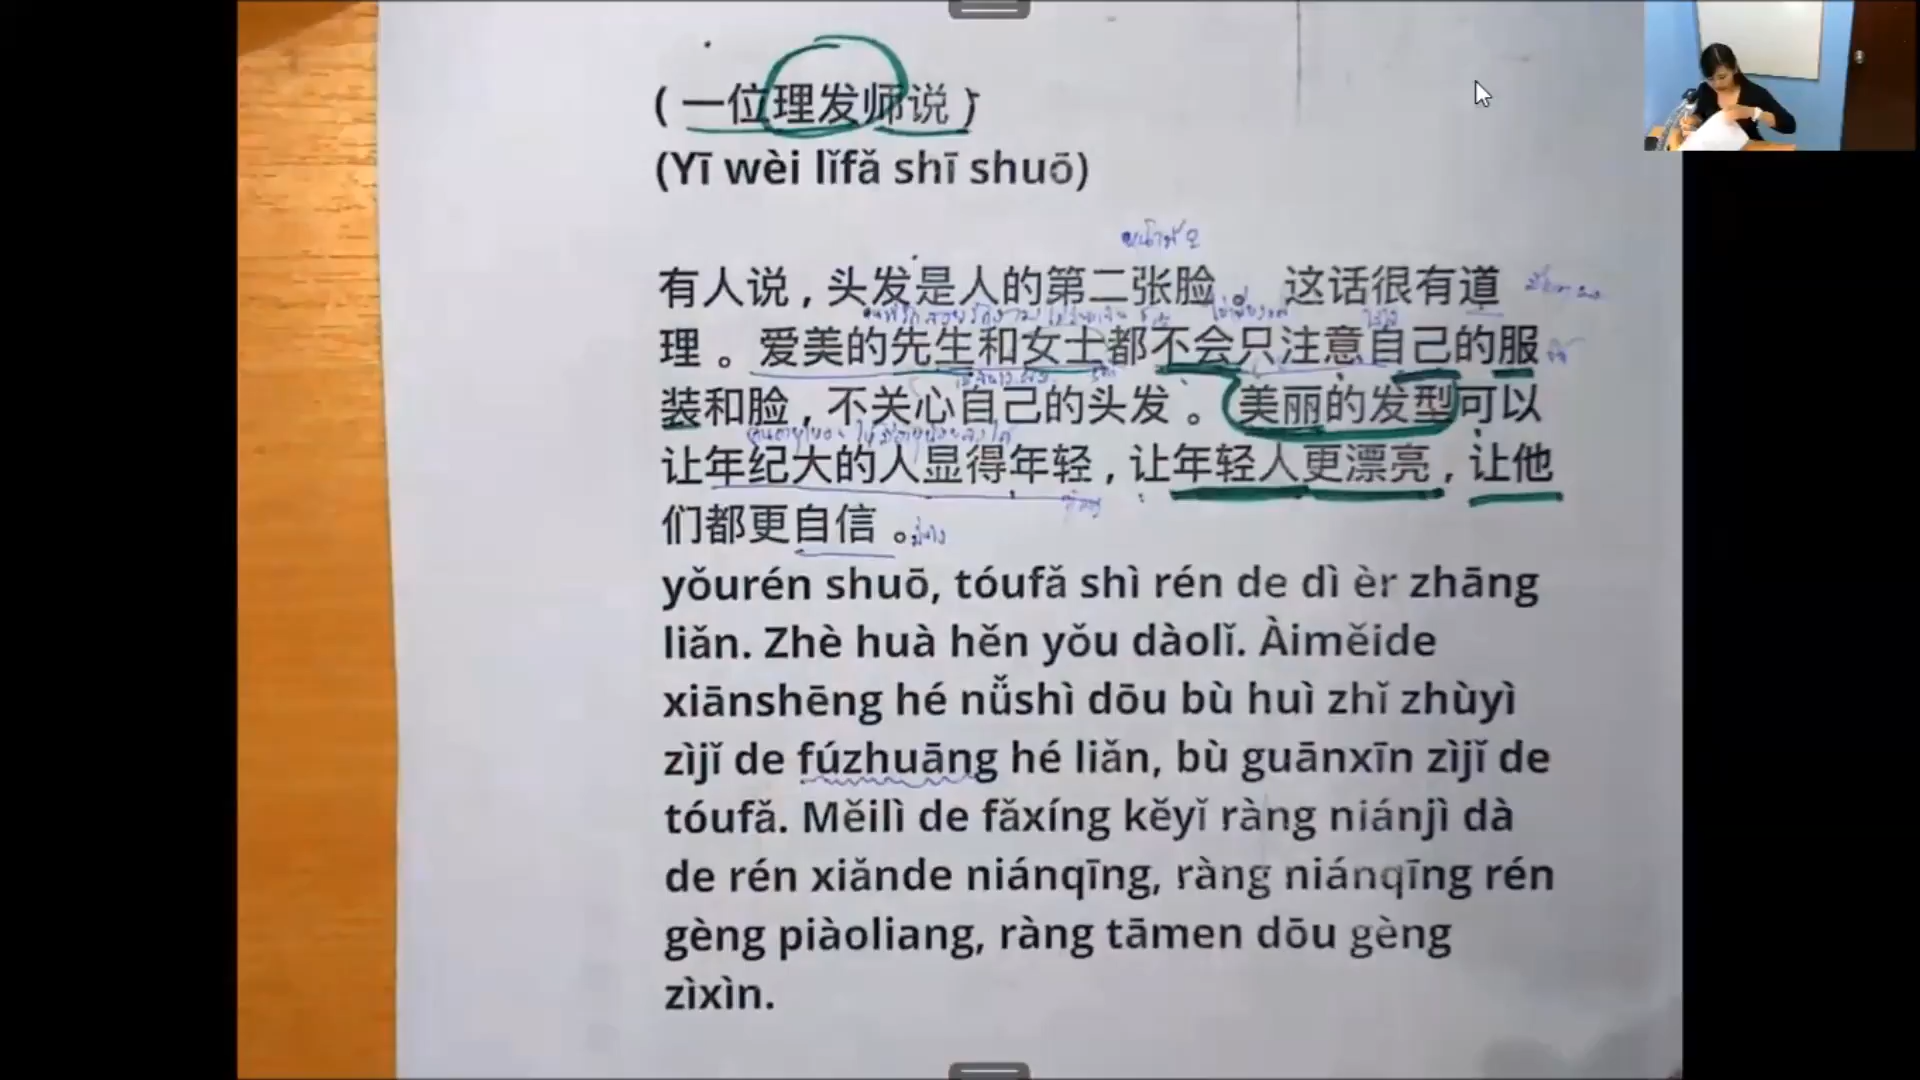 (一位理发师说)
(Yī wèi lǐfǎ shī shuō)
有人说,头发是人的第二张脸。这话很有道
理。爱美的先生和女士都不会只注意自己的服
装和脸,不关心自己的头发。美丽的发型可以
让年纪大的人显得年轻,让年轻人更漂亮,让他
们都更自信。
yǒurén shuō, tóufǎ shì rén de dì èr zhāng
liǎn. Zhè huà hěn yǒu dàolǐ. Àiměide
xiānshēng hé nǚshì dōu bù huì zhǐ zhùyì
zìjǐ de fúzhuāng hé liǎn, bù guānxīn zìjǐ de
tóufǎ. Měilì de fǎxíng kěyǐ ràng niánjì dà
de rén xiǎnde niánqīng, ràng niánqīng rén
gèng piàoliang, ràng tāmen dōu gèng
zìxìn.